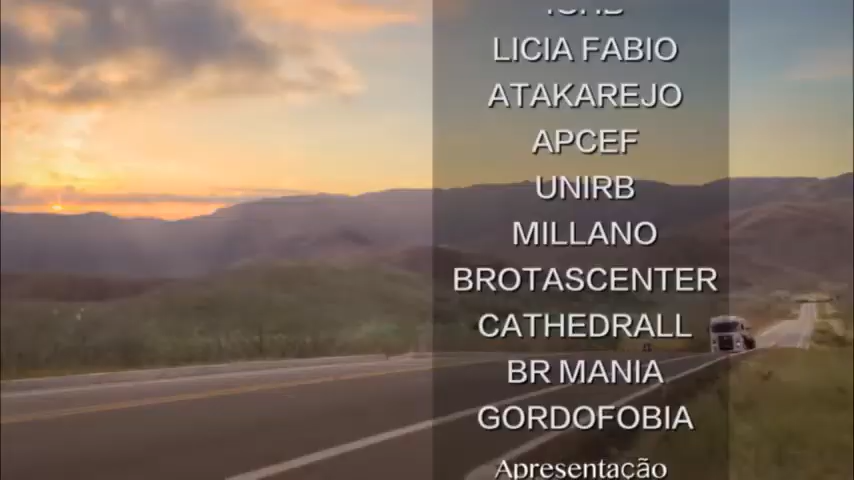 LICIA FABIO
ATAKAREJO
APCEF
UNIRB
MILLANO
BROTASCENTER
CATHEDRALL
BR MANIA
GORDOFOBIA
Apresentação